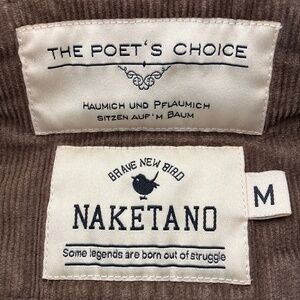 THE POET'S CHOICE
HAUMICH UND PFLAUMICH
SITZEN AUF'M BAUM
BRAVE NEW BIRD
NAKETANO
Some legends are born out of struggle
M